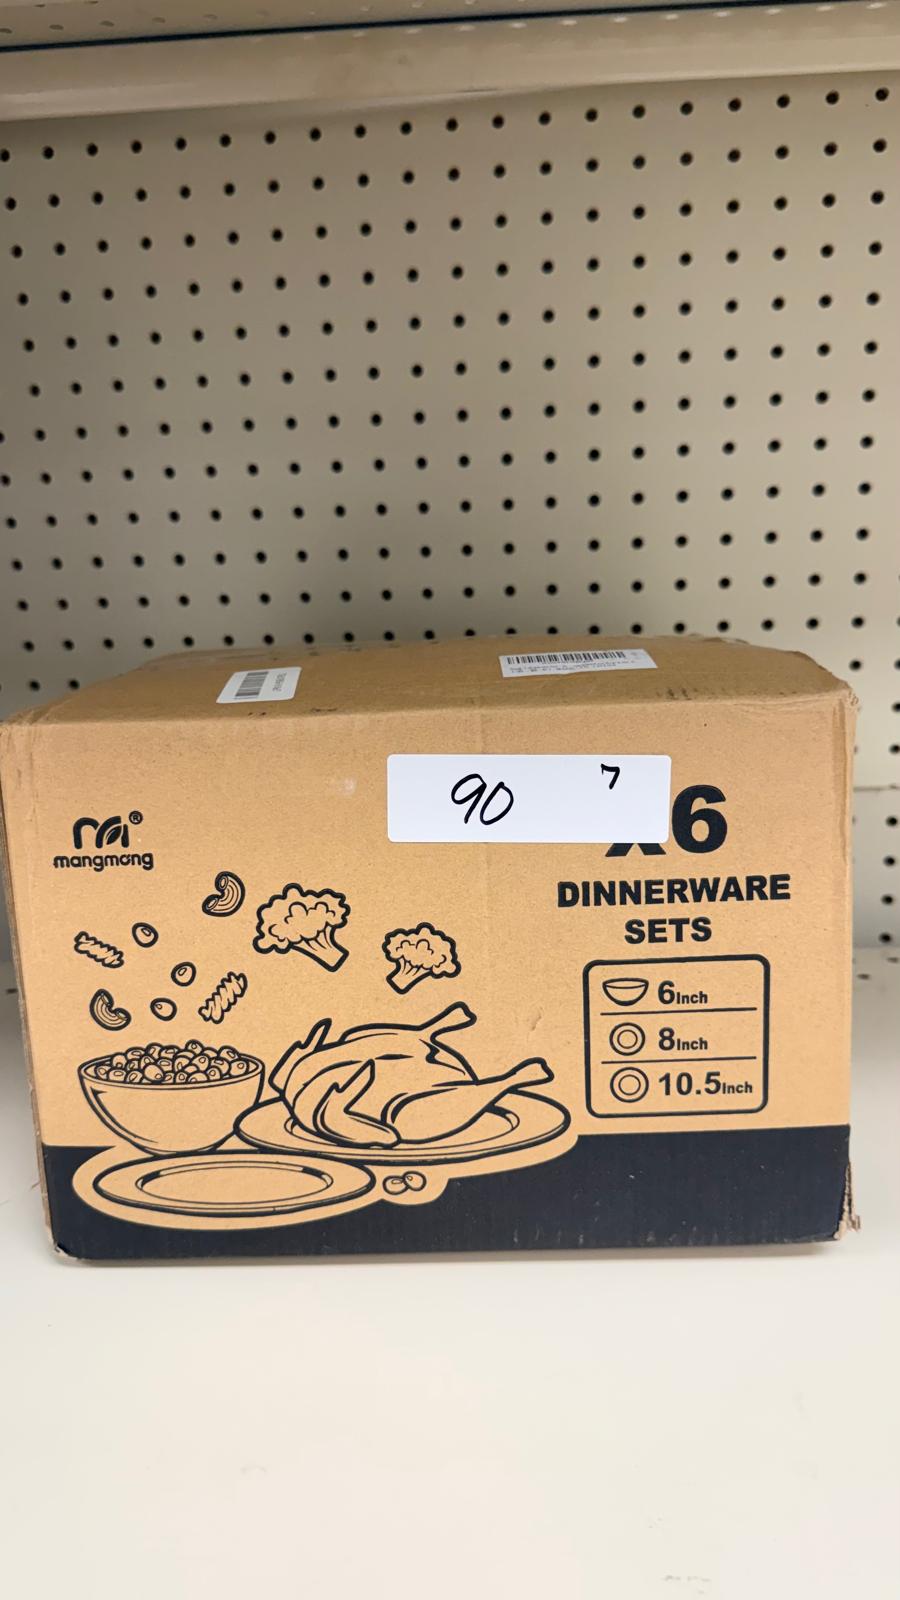 90 7
mangmang
®
x6
DINNERWARE
SETS
6Inch
8Inch
10.5Inch